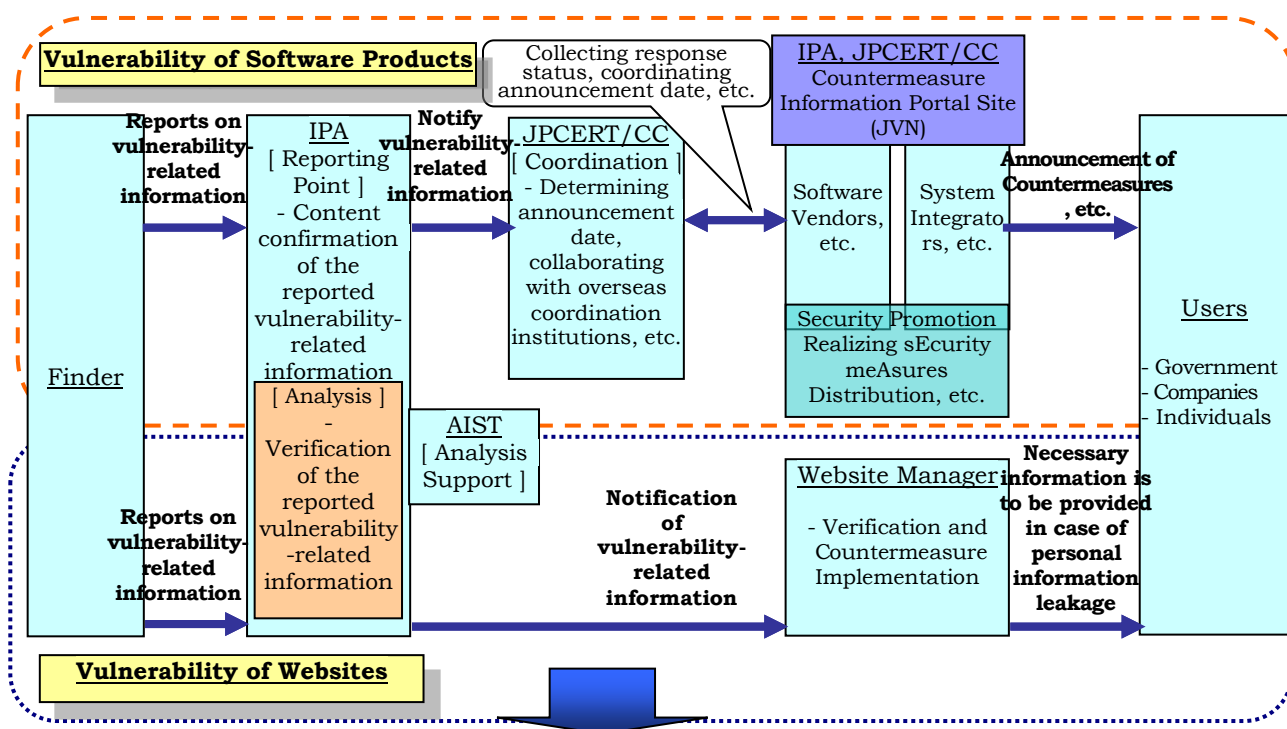 Vulnerability of Software Products
Collecting response
status, coordinating
announcement date, etc.
IPA, JPCERT/CC
Countermeasure
Information Portal Site
(JVN)
Finder
Reports on
vulnerability-
related
information
IPA
[ Reporting
Point ]
- Content
confirmation
of the
reported
vulnerability-
related
information
[ Analysis ]
-
Verification
of the
reported
vulnerability
-related
information
Notify
vulnerability-
related
information
JPCERT/CC
[ Coordination ]
- Determining
announcement
date,
collaborating
with overseas
coordination
institutions, etc.
Software
Vendors,
etc.
System
Integrato
rs, etc.
Security Promotion
Realizing sEcurity
meAsures
Distribution, etc.
Announcement of
Countermeasures
, etc.
Users
- Government
- Companies
- Individuals
AIST
[ Analysis
Support ]
Reports on
vulnerability-
related
information
Notification
of
vulnerability-
related
information
Website Manager
- Verification and
Countermeasure
Implementation
Necessary
information is
to be provided
in case of
personal
information
leakage
Vulnerability of Websites